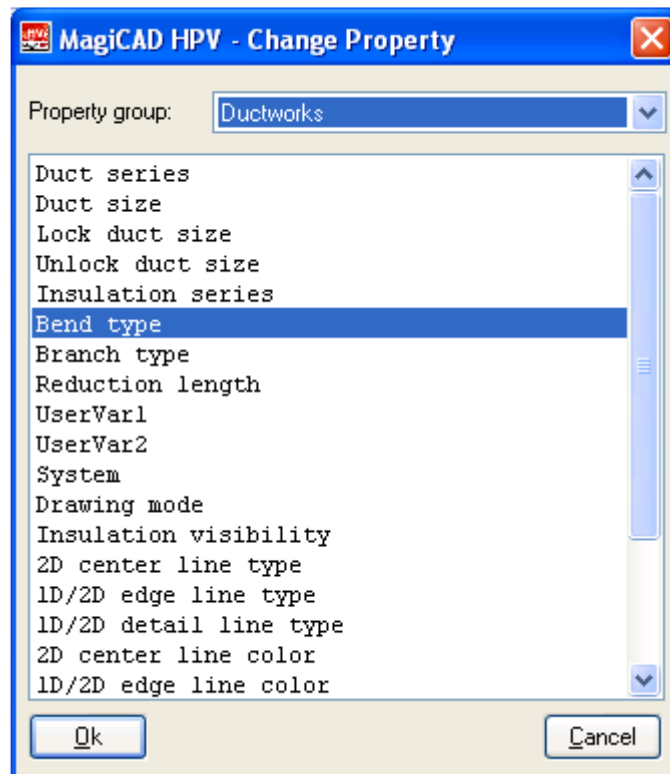 MagiCAD HPV - Change Property
Property group: Ductworks
Duct series
Duct size
Lock duct size
Unlock duct size
Insulation series
Bend type
Branch type
Reduction length
UserVar1
UserVar2
System
Drawing mode
Insulation visibility
2D center line type
1D/2D edge line type
1D/2D detail line type
2D center line color
1D/2D edge line color
Ok Cancel